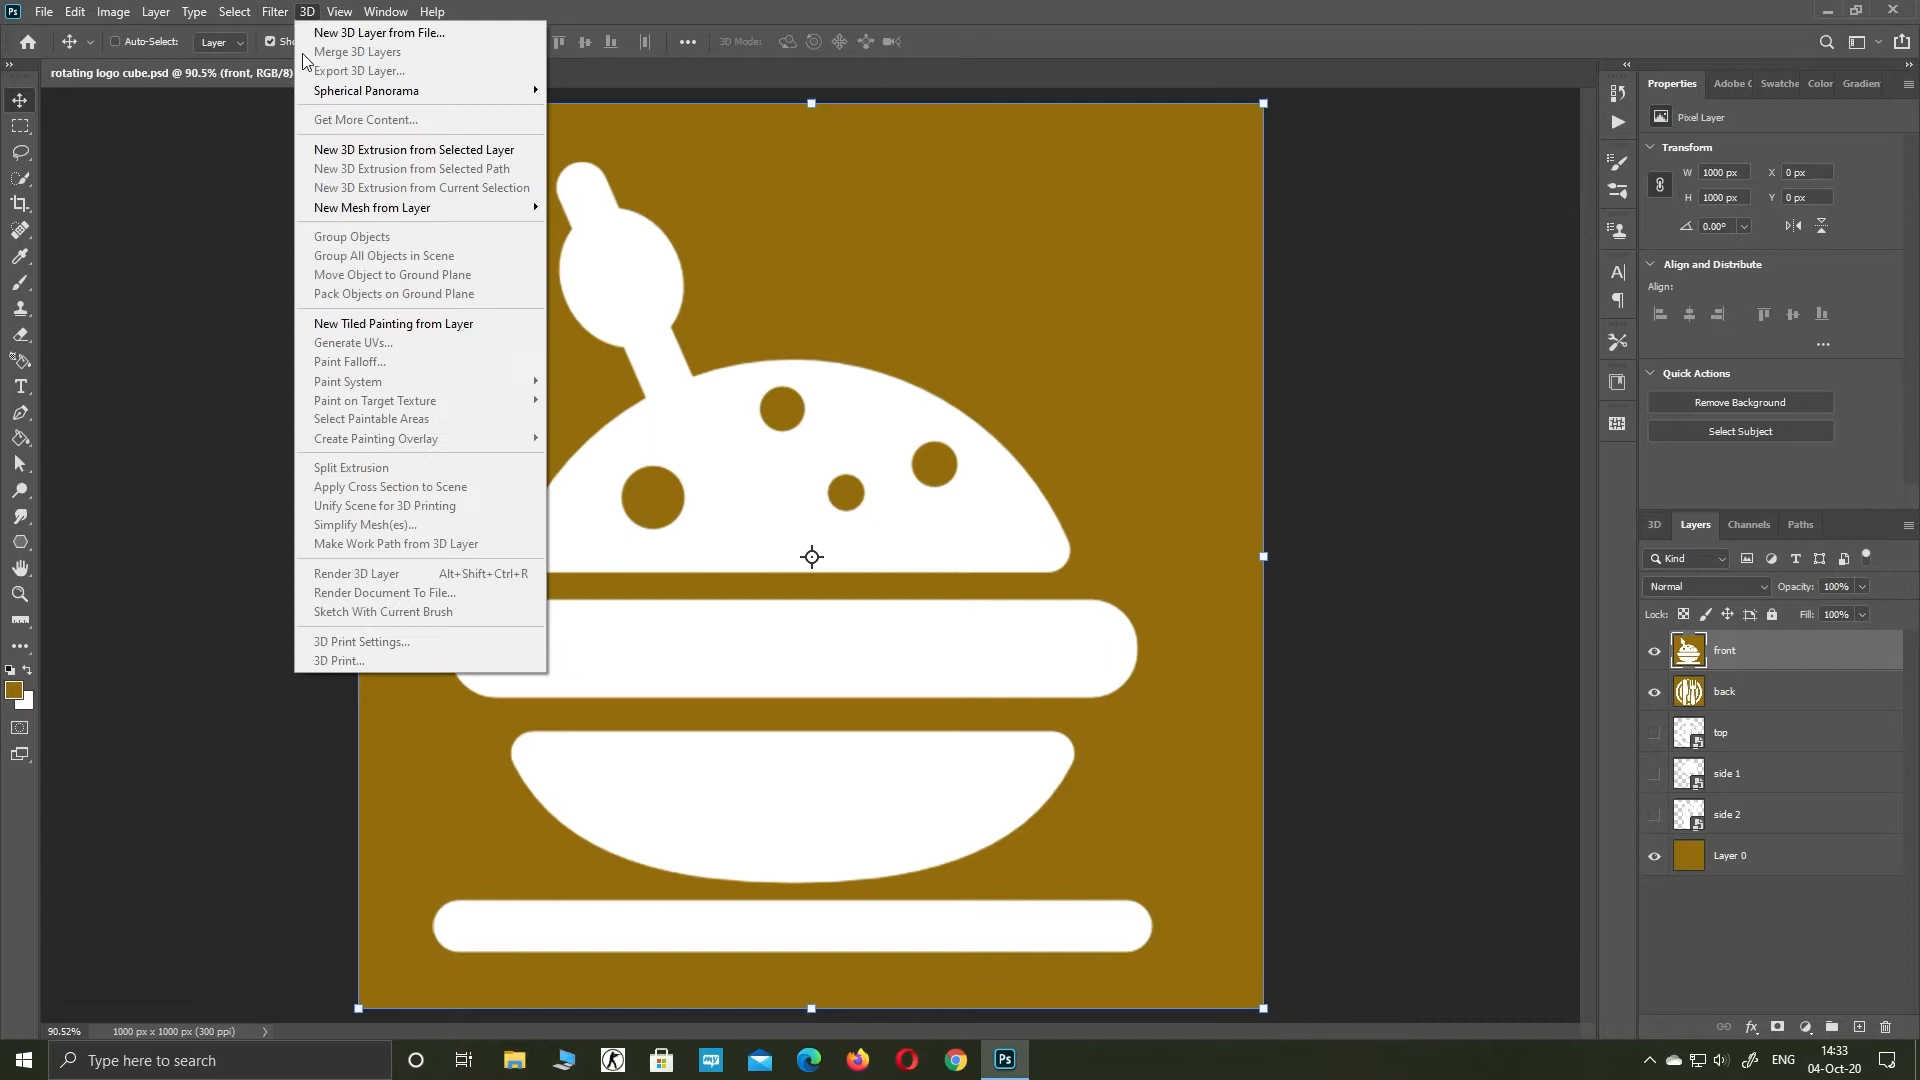 Ps File Edit Image Layer Type Select Filter 3D View Window Help
Auto-Select: Layer 3D Mode:
rotating logo cube.psd @ 90.5% (front, RGB/8)
New 3D Layer from File...
Merge 3D Layers
Export 3D Layer...
Spherical Panorama
Get More Content...
New 3D Extrusion from Selected Layer
New 3D Extrusion from Selected Path
New 3D Extrusion from Current Selection
New Mesh from Layer
Group Objects
Group All Objects in Scene
Move Object to Ground Plane
Pack Objects on Ground Plane
New Tiled Painting from Layer
Generate UVs...
Paint Falloff...
Paint System
Paint on Target Texture
Select Paintable Areas
Create Painting Overlay
Split Extrusion
Apply Cross Section to Scene
Unify Scene for 3D Printing
Simplify Mesh(es)...
Make Work Path from 3D Layer
Render 3D Layer Alt+Shift+Ctrl+R
Render Document To File...
Sketch With Current Brush
3D Print Settings...
3D Print...
Properties Adobe C Swatche Color Gradien
Pixel Layer
Transform
W 1000 px X 0 px
H 1000 px Y 0 px
0.00°
Align and Distribute
Align:
Quick Actions
Remove Background
Select Subject
3D Layers Channels Paths
Kind
Normal Opacity: 100%
Lock: Fill: 100%
front
back
top
side 1
side 2
Layer 0
90.52% 1000 px x 1000 px (300 ppi)
Type here to search
Ps
ENG
14:33
04-Oct-20